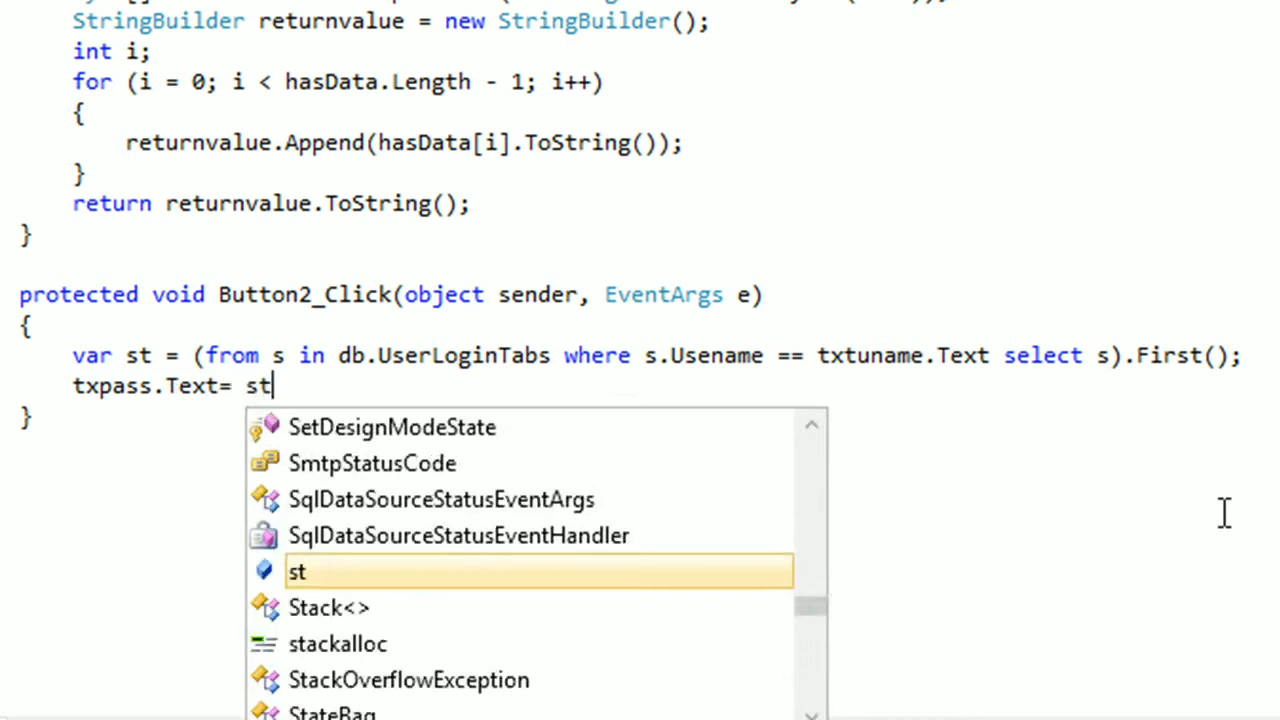 StringBuilder returnvalue = new StringBuilder();
int i;
for (i = 0; i < hasData.Length - 1; i++)
{
returnvalue.Append(hasData[i].ToString());
}
return returnvalue.ToString();
}
protected void Button2_Click(object sender, EventArgs e)
{
var st = (from s in db.UserLoginTabs where s.Usename == txtuname.Text select s).First();
txpass.Text= st
}
SetDesignModeState
SmtpStatusCode
SqlDataSourceStatusEventArgs
SqlDataSourceStatusEventHandler
st
Stack<>
stackalloc
StackOverflowException
StateBag